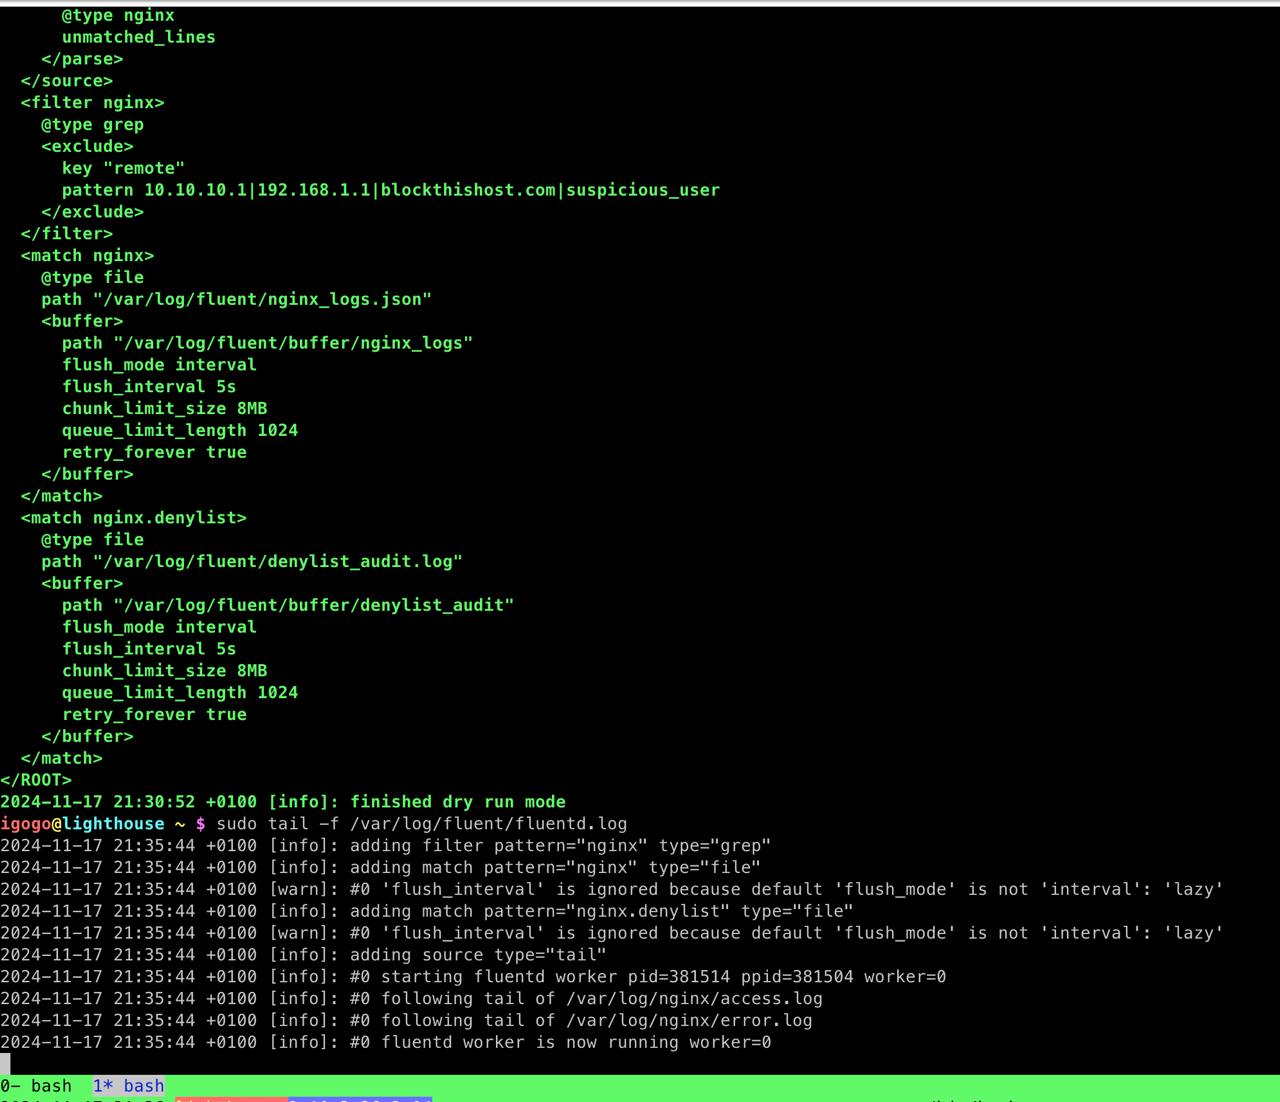 @type nginx
      unmatched_lines
    </parse>
  </source>
  <filter nginx>
    @type grep
    <exclude>
      key "remote"
      pattern 10.10.10.1|192.168.1.1|blockthishost.com|suspicious_user
    </exclude>
  </filter>
  <match nginx>
    @type file
    path "/var/log/fluent/nginx_logs.json"
    <buffer>
      path "/var/log/fluent/buffer/nginx_logs"
      flush_mode interval
      flush_interval 5s
      chunk_limit_size 8MB
      queue_limit_length 1024
      retry_forever true
    </buffer>
  </match>
  <match nginx.denylist>
    @type file
    path "/var/log/fluent/denylist_audit.log"
    <buffer>
      path "/var/log/fluent/buffer/denylist_audit"
      flush_mode interval
      flush_interval 5s
      chunk_limit_size 8MB
      queue_limit_length 1024
      retry_forever true
    </buffer>
  </match>
</ROOT>
2024-11-17 21:30:52 +0100 [info]: finished dry run mode
igogo@lighthouse ~ $ sudo tail -f /var/log/fluent/fluentd.log
2024-11-17 21:35:44 +0100 [info]: adding filter pattern="nginx" type="grep"
2024-11-17 21:35:44 +0100 [info]: adding match pattern="nginx" type="file"
2024-11-17 21:35:44 +0100 [warn]: #0 'flush_interval' is ignored because default 'flush_mode' is not 'interval': 'lazy'
2024-11-17 21:35:44 +0100 [info]: adding match pattern="nginx.denylist" type="file"
2024-11-17 21:35:44 +0100 [warn]: #0 'flush_interval' is ignored because default 'flush_mode' is not 'interval': 'lazy'
2024-11-17 21:35:44 +0100 [info]: adding source type="tail"
2024-11-17 21:35:44 +0100 [info]: #0 starting fluentd worker pid=381514 ppid=381504 worker=0
2024-11-17 21:35:44 +0100 [info]: #0 following tail of /var/log/nginx/access.log
2024-11-17 21:35:44 +0100 [info]: #0 following tail of /var/log/nginx/error.log
2024-11-17 21:35:44 +0100 [info]: #0 fluentd worker is now running worker=0
0- bash  1* bash